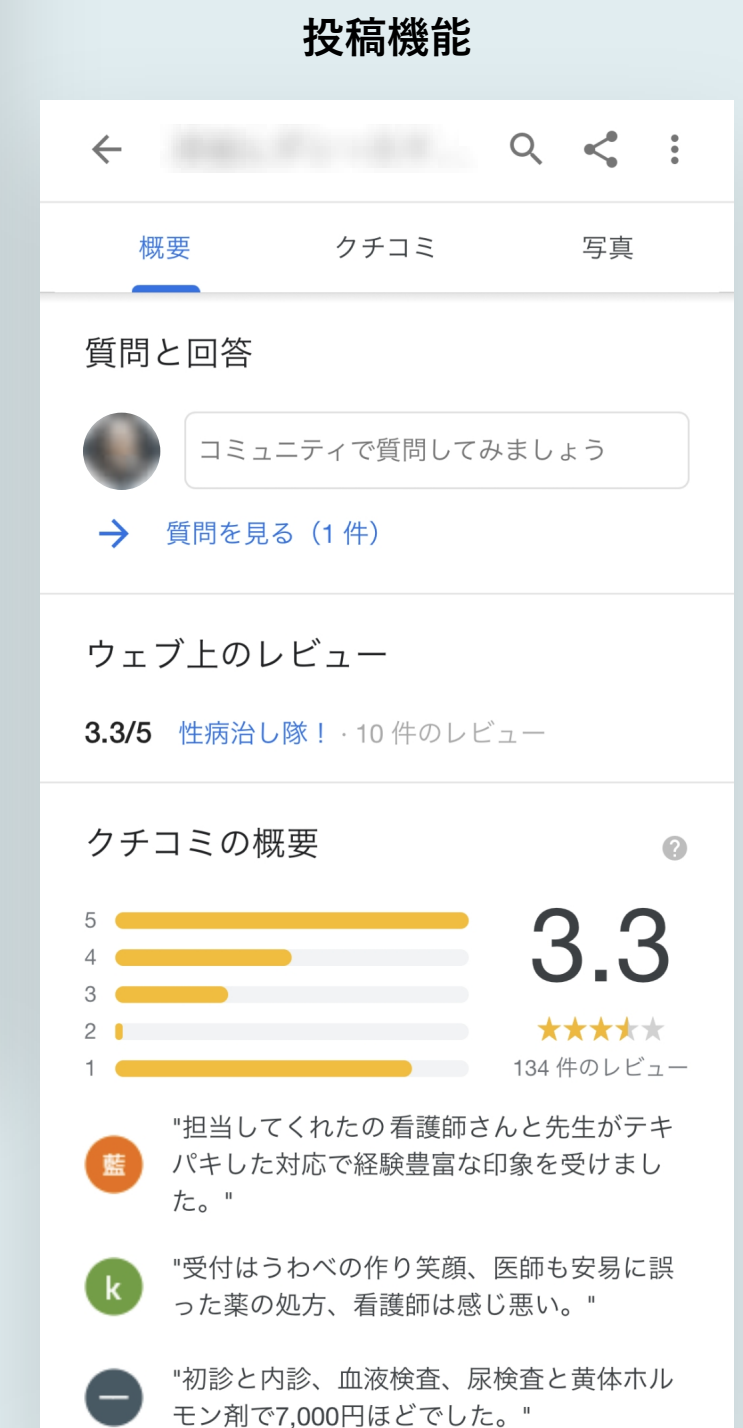 投稿機能
概要 クチコミ 写真
質問と回答
コミュニティで質問してみましょう
質問を見る（1 件）
ウェブ上のレビュー
3.3/5 性病治し隊！ · 10 件のレビュー
クチコミの概要
?
5
4
3
2
1
3.3
134 件のレビュー
藍
"担当してくれたの看護師さんと先生がテキ
パキした対応で経験豊富な印象を受けまし
た。"
k
"受付はうわべの作り笑顔、医師も安易に誤
った薬の処方、看護師は感じ悪い。"
一
"初診と内診、血液検査、尿検査と黄体ホル
モン剤で7,000円ほどでした。"